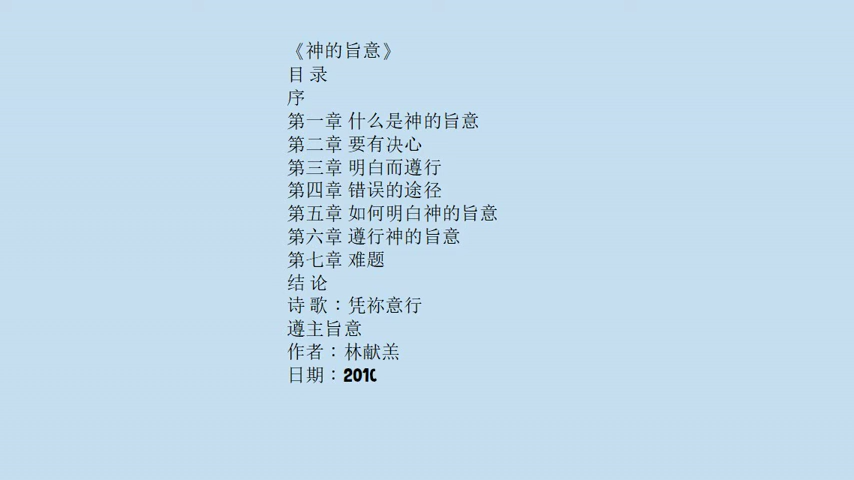 《神的旨意》
目 录
序
第一章 什么是神的旨意
第二章 要有决心
第三章 明白而遵行
第四章 错误的途径
第五章 如何明白神的旨意
第六章 遵行神的旨意
第七章 难题
结 论
诗 歌：凭祢意行
遵主旨意
作者：林献羔
日期：2010